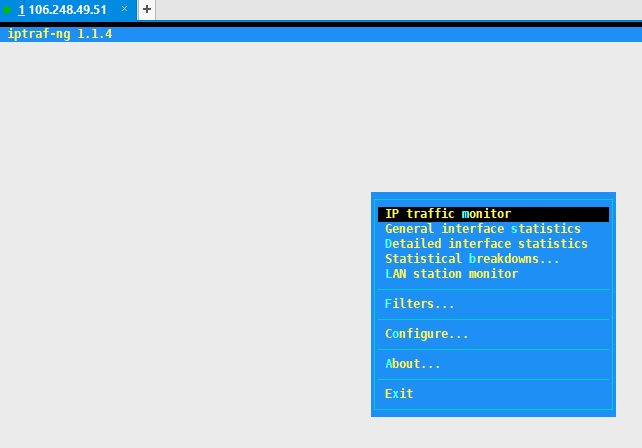 1 106.248.49.51 × +
iptraf-ng 1.1.4
IP traffic monitor
General interface statistics
Detailed interface statistics
Statistical breakdowns...
LAN station monitor
Filters...
Configure...
About...
Exit